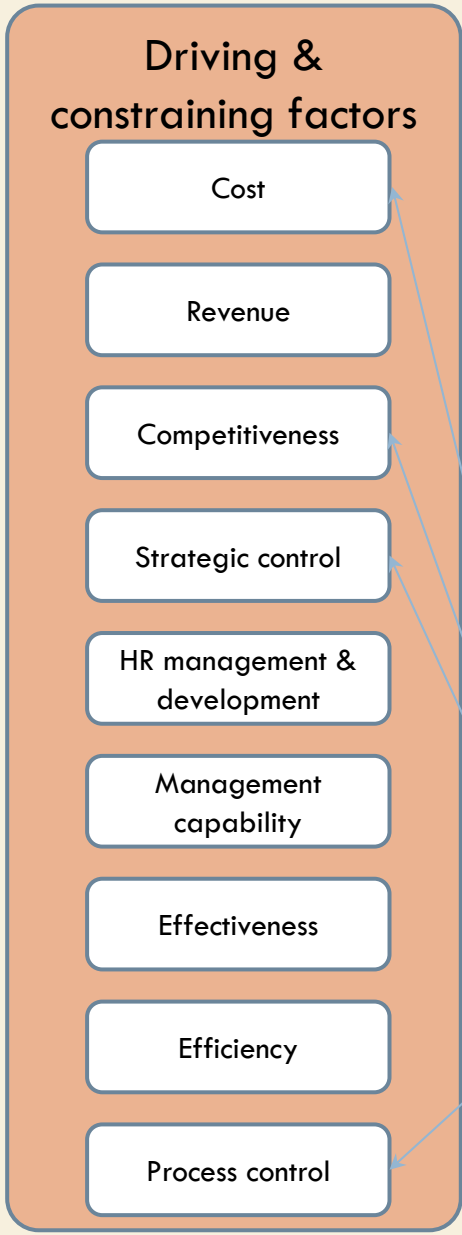 Driving &
constraining factors
Cost
Revenue
Competitiveness
Strategic control
HR management &
development
Management
capability
Effectiveness
Efficiency
Process control